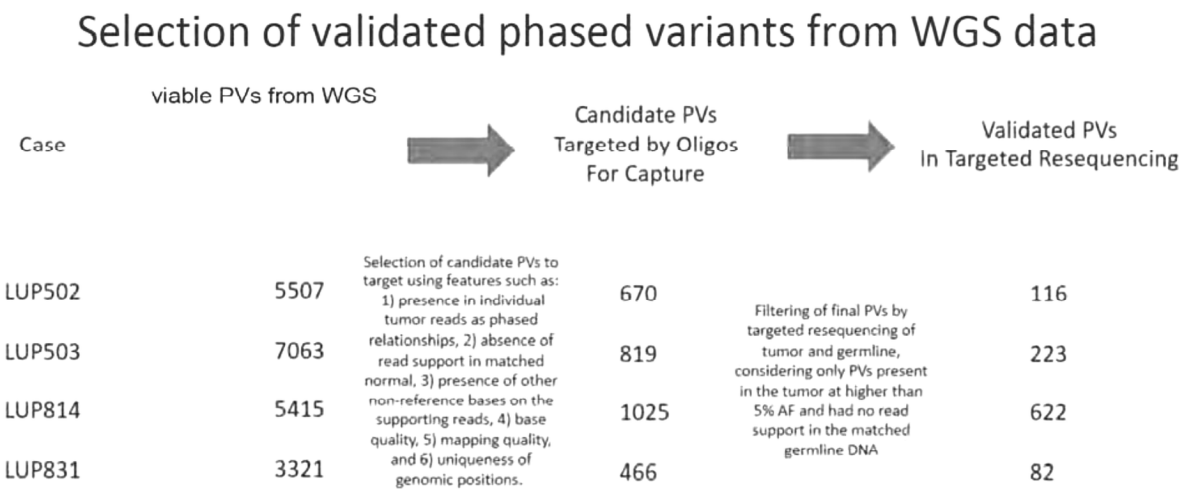 Selection of validated phased variants from WGS data
viable PVs from WGS
Case
Candidate PVs
Targeted by Oligos
For Capture
Validated PVs
In Targeted Resequencing
LUP502
5507
670
116
LUP503
7063
819
223
LUP814
5415
1025
622
LUP831
3321
466
82
Selection of candidate PVs to
target using features such as:
1) presence in individual
tumor reads as phased
relationships, 2) absence of
read support in matched
normal, 3) presence of other
non-reference bases on the
supporting reads, 4) base
quality, 5) mapping quality,
and 6) uniqueness of
genomic positions.
Filtering of final PVs by
targeted resequencing of
tumor and germline,
considering only PVs present
in the tumor at higher than
5% AF and had no read
support in the matched
germline DNA